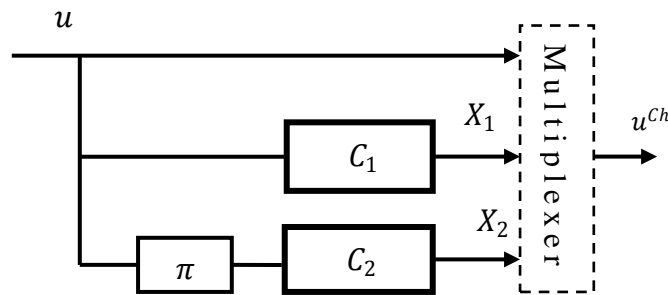 u
X₁
C₁
X₂
π
C₂
Multiplexer
u^{Ch}